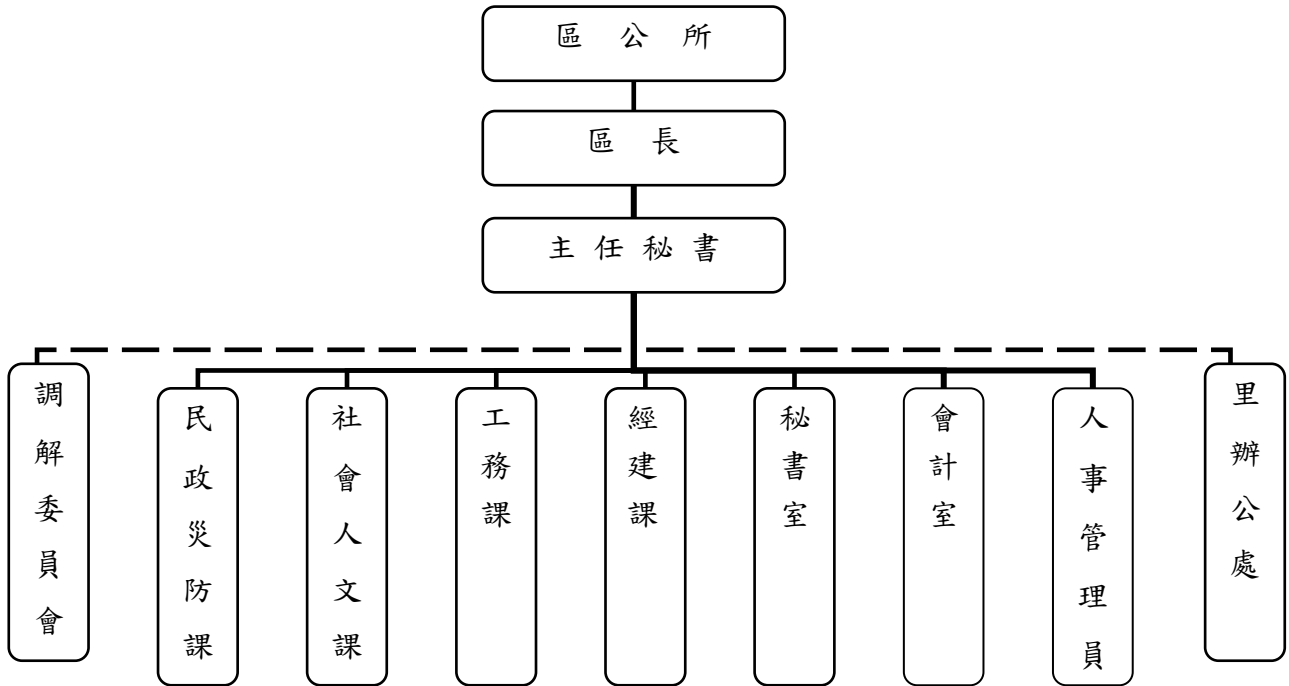 區公所
區長
主任秘書
調解委員會
民政災防課
社會人文課
工務課
經建課
秘書室
會計室
人事管理員
里辦公處